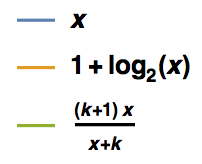 x
1 + log₂(x)
(k+1) x
x+k